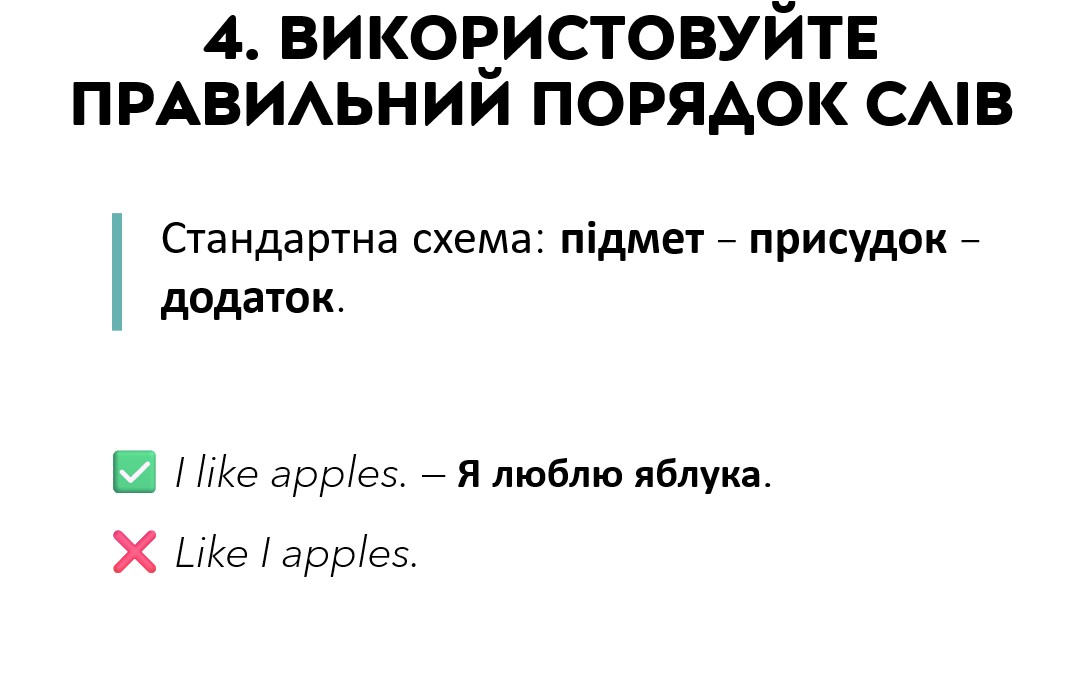 4. ВИКОРИСТОВУЙТЕ
ПРАВИЛЬНИЙ ПОРЯДОК СЛІВ
Стандартна схема: підмет – присудок –
додаток.
✅ I like apples. — Я люблю яблука.
❌ Like I apples.